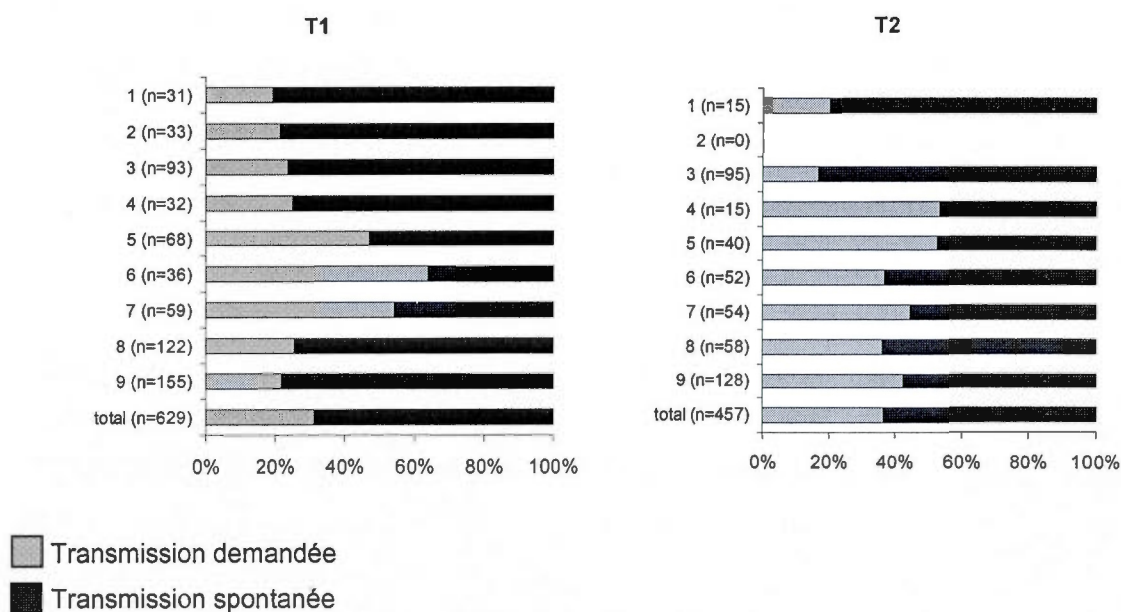 T1
1 (n=31)
2 (n=33)
3 (n=93)
4 (n=32)
5 (n=68)
6 (n=36)
7 (n=59)
8 (n=122)
9 (n=155)
total (n=629)
0% 20% 40% 60% 80% 100%
T2
1 (n=15)
2 (n=0)
3 (n=95)
4 (n=15)
5 (n=40)
6 (n=52)
7 (n=54)
8 (n=58)
9 (n=128)
total (n=457)
0% 20% 40% 60% 80% 100%
Transmission demandée
Transmission spontanée